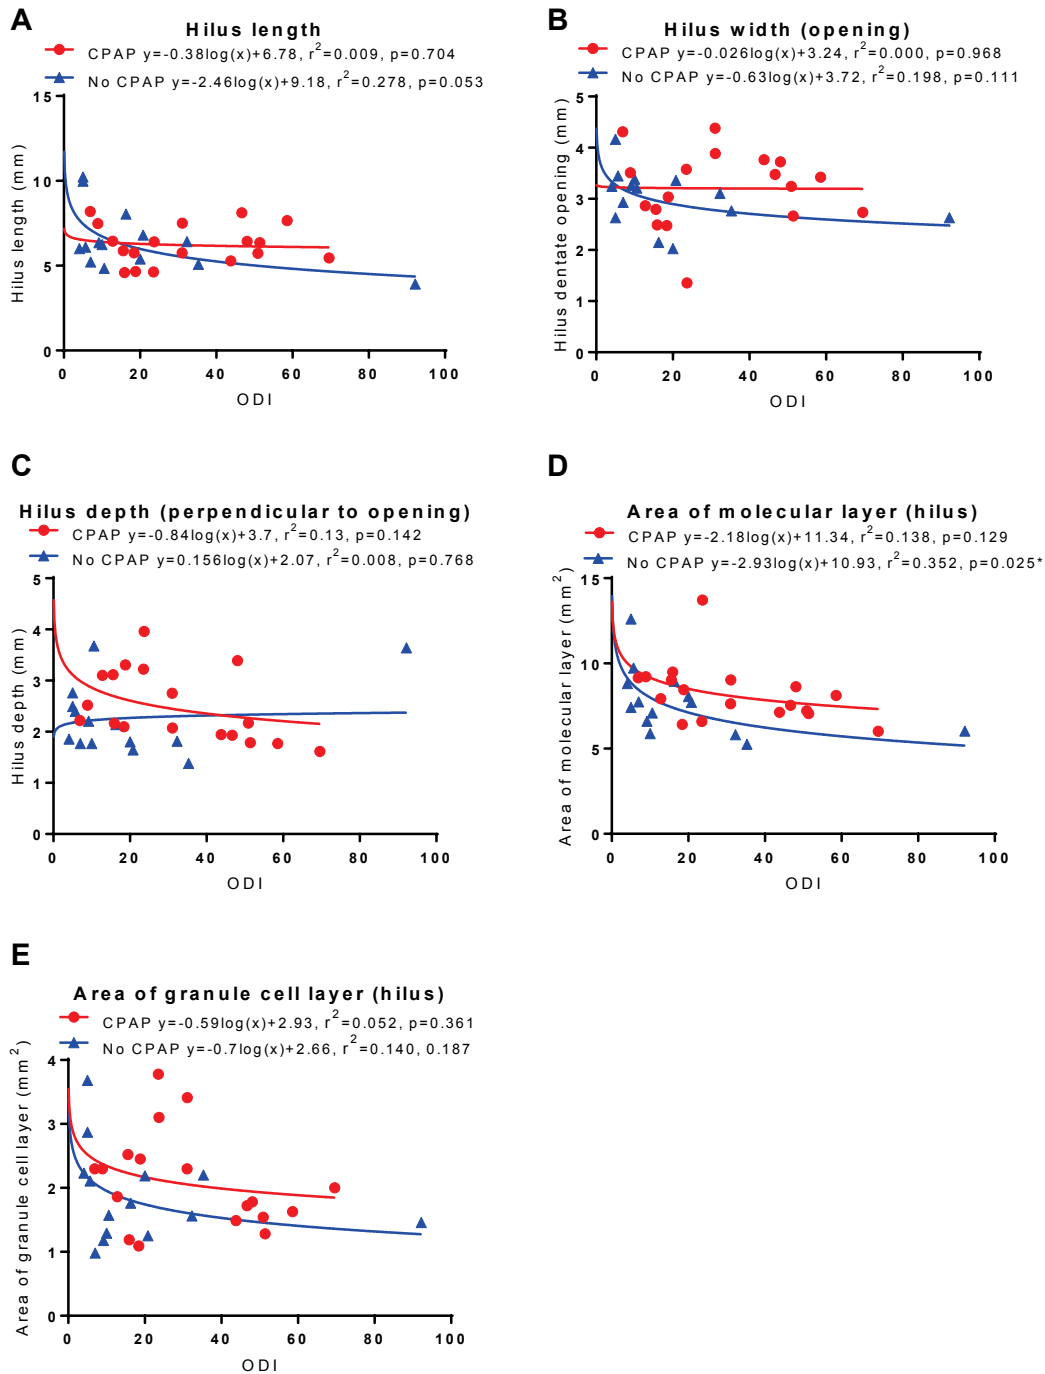 A
Hilus length
CPAP y=-0.38log(x)+6.78, r²=0.009, p=0.704
No CPAP y=-2.46log(x)+9.18, r²=0.278, p=0.053
Hilus length (mm)
15
10
5
0
0 20 40 60 80 100
ODI
B
Hilus width (opening)
CPAP y=-0.026log(x)+3.24, r²=0.000, p=0.968
No CPAP y=-0.63log(x)+3.72, r²=0.198, p=0.111
Hilus dentate opening (mm)
5
4
3
2
1
0
0 20 40 60 80 100
ODI
C
Hilus depth (perpendicular to opening)
CPAP y=-0.84log(x)+3.7, r²=0.13, p=0.142
No CPAP y=0.156log(x)+2.07, r²=0.008, p=0.768
Hilus depth (mm)
5
4
3
2
1
0
0 20 40 60 80 100
ODI
D
Area of molecular layer (hilus)
CPAP y=-2.18log(x)+11.34, r²=0.138, p=0.129
No CPAP y=-2.93log(x)+10.93, r²=0.352, p=0.025*
Area of molecular layer (mm²)
15
10
5
0
0 20 40 60 80 100
ODI
E
Area of granule cell layer (hilus)
CPAP y=-0.59log(x)+2.93, r²=0.052, p=0.361
No CPAP y=-0.7log(x)+2.66, r²=0.140, 0.187
Area of granule cell layer (mm²)
4
3
2
1
0
0 20 40 60 80 100
ODI